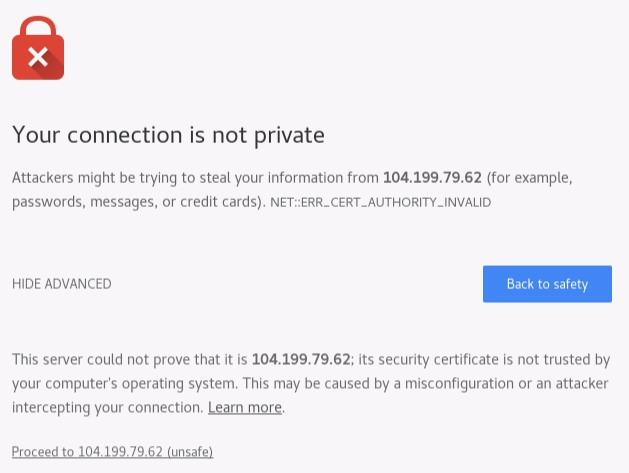 Your connection is not private
Attackers might be trying to steal your information from 104.199.79.62 (for example,
passwords, messages, or credit cards). NET::ERR_CERT_AUTHORITY_INVALID
HIDE ADVANCED
Back to safety
This server could not prove that it is 104.199.79.62; its security certificate is not trusted by
your computer's operating system. This may be caused by a misconfiguration or an attacker
intercepting your connection. Learn more.
Proceed to 104.199.79.62 (unsafe)